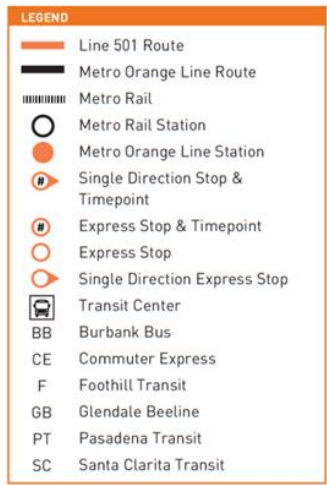 LEGEND
Line 501 Route
Metro Orange Line Route
Metro Rail
Metro Rail Station
Metro Orange Line Station
# Single Direction Stop &
Timepoint
# Express Stop & Timepoint
Express Stop
Single Direction Express Stop
Transit Center
BB Burbank Bus
CE Commuter Express
F Foothill Transit
GB Glendale Beeline
PT Pasadena Transit
SC Santa Clarita Transit